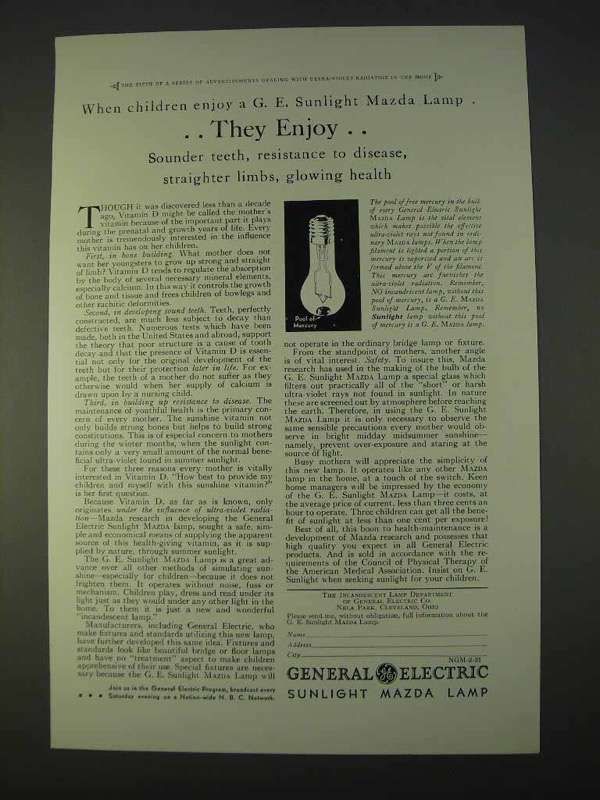 THE FIFTH OF A SERIES OF ADVERTISEMENTS DEALING WITH ULTRA-VIOLET RADIATION IN THE HOME
When children enjoy a G. E. Sunlight Mazda Lamp .
. . They Enjoy . .
Sounder teeth, resistance to disease,
straighter limbs, glowing health
THOUGH it was discovered less than a decade
ago, Vitamin D might be called the mother's
vitamin because of the important part it plays
during the prenatal and growth years of life. Every
mother is tremendously interested in the influence
this vitamin has on her children.
First, in bone building. What mother does not
want her youngsters to grow up strong and straight
of limb? Vitamin D tends to regulate the absorption
by the body of several necessary mineral elements,
especially calcium. In this way it controls the growth
of bone and tissue and frees children of bowlegs and
other rachitic deformities.
Second, in developing sound teeth. Teeth, perfectly
constructed, are much less subject to decay than
defective teeth. Numerous tests which have been
made, both in the United States and abroad, support
the theory that poor structure is a cause of tooth
decay and that the presence of Vitamin D is essen-
tial not only for the original development of the
teeth but for their protection later in life. For ex-
ample, the teeth of a mother do not suffer as they
otherwise would when her supply of calcium is
drawn upon by a nursing child.
Third, in building up resistance to disease. The
maintenance of youthful health is the primary con-
cern of every mother. The sunshine vitamin not
only builds strong bones but helps to build strong
constitutions. This is of especial concern to mothers
during the winter months, when the sunlight con-
tains only a very small amount of the normal bene-
ficial ultra-violet found in summer sunlight.
For these three reasons every mother is vitally
interested in Vitamin D. "How best to provide my
children and myself with this sunshine vitamin?"
is her first question.
Because Vitamin D, as far as is known, only
originates under the influence of ultra-violet radia-
tion—Mazda research in developing the General
Electric Sunlight MAZDA lamp, sought a safe, sim-
ple and economical means of supplying the apparent
source of this health-giving vitamin, as it is sup-
plied by nature, through summer sunlight.
The G. E. Sunlight MAZDA Lamp is a great ad-
vance over all other methods of simulating sun-
shine—especially for children—because it does not
frighten them. It operates without noise, fuss or
mechanism. Children play, dress and read under its
light just as they would under any other light in the
home. To them it is just a new and wonderful
"incandescent lamp."
Manufacturers, including General Electric, who
make fixtures and standards utilizing this new lamp,
have further developed this same idea. Fixtures and
standards look like beautiful bridge or floor lamps
and have no "treatment" aspect to make children
apprehensive of their use. Special fixtures are neces-
sary because the G. E. Sunlight MAZDA Lamp will
Pool of
Mercury
The pool of free mercury in the bulb
of every General Electric Sunlight
MAZDA Lamp is the vital element
which makes possible the effective
ultra-violet rays not found in ordi-
nary MAZDA lamps. When the lamp
filament is lighted a portion of this
mercury is vaporized and an arc is
formed above the V of the filament.
This mercury arc furnishes the
ultra-violet radiation. Remember,
NO incandescent lamp, without this
pool of mercury, is a G. E. MAZDA
Sunlight Lamp. Remember, no
Sunlight lamp without this pool
of mercury is a G. E. MAZDA lamp.
not operate in the ordinary bridge lamp or fixture.
From the standpoint of mothers, another angle
is of vital interest. Safety. To insure this, Mazda
research has used in the making of the bulb of the
G. E. Sunlight MAZDA Lamp a special glass which
filters out practically all of the "short" or harsh
ultra-violet rays not found in sunlight. In nature
these are screened out by atmosphere before reaching
the earth. Therefore, in using the G. E. Sunlight
MAZDA Lamp it is only necessary to observe the
same sensible precautions every mother would ob-
serve in bright midday midsummer sunshine—
namely, prevent over-exposure and staring at the
source of light.
Busy mothers will appreciate the simplicity of
this new lamp. It operates like any other MAZDA
lamp in the home, at a touch of the switch. Keen
home managers will be impressed by the economy
of the G. E. Sunlight MAZDA Lamp—it costs, at
the average price of current, less than three cents an
hour to operate. Three children can get all the bene-
fit of sunlight at less than one cent per exposure!
Best of all, this boon to health-maintenance is a
development of Mazda research and possesses that
high quality you expect in all General Electric
products. And is sold in accordance with the re-
quirements of the Council of Physical Therapy of
the American Medical Association. Insist on G. E.
Sunlight when seeking sunlight for your children.
THE INCANDESCENT LAMP DEPARTMENT
OF GENERAL ELECTRIC CO.
NELA PARK, CLEVELAND, OHIO
Please send me, without obligation, full information about the
G. E. Sunlight MAZDA Lamp.
Name
Address
City
NGM-2-31
GENERAL GE ELECTRIC
SUNLIGHT MAZDA LAMP
Join us in the General Electric Program, broadcast every
Saturday evening on a Nation-wide N. B. C. Network.